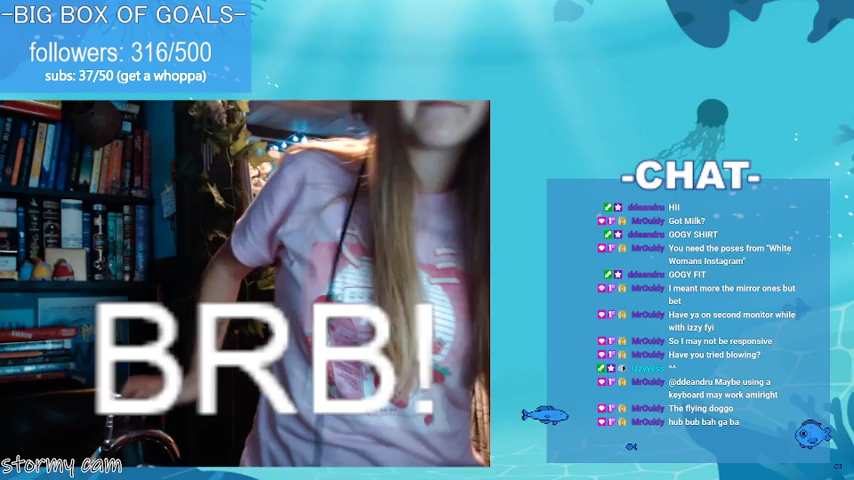 -BIG BOX OF GOALS-
followers: 316/500
subs: 37/50 (get a whoppa)
-CHAT-
ddeandru HII
MrOuldy Got Milk?
ddeandru GOGY SHIRT
MrOuldy You need the poses from "White
Womans Instagram"
ddeandru GOGY FIT
MrOuldy I meant more the mirror ones but
bet
MrOuldy Have ya on second monitor while
with izzy fyi
MrOuldy So I may not be responsive
MrOuldy Have you tried blowing?
^^
MrOuldy @ddeandru Maybe using a
keyboard may work amiright
MrOuldy The flying doggo
MrOuldy hub bub bah ga ba
BRB!
stormy cam